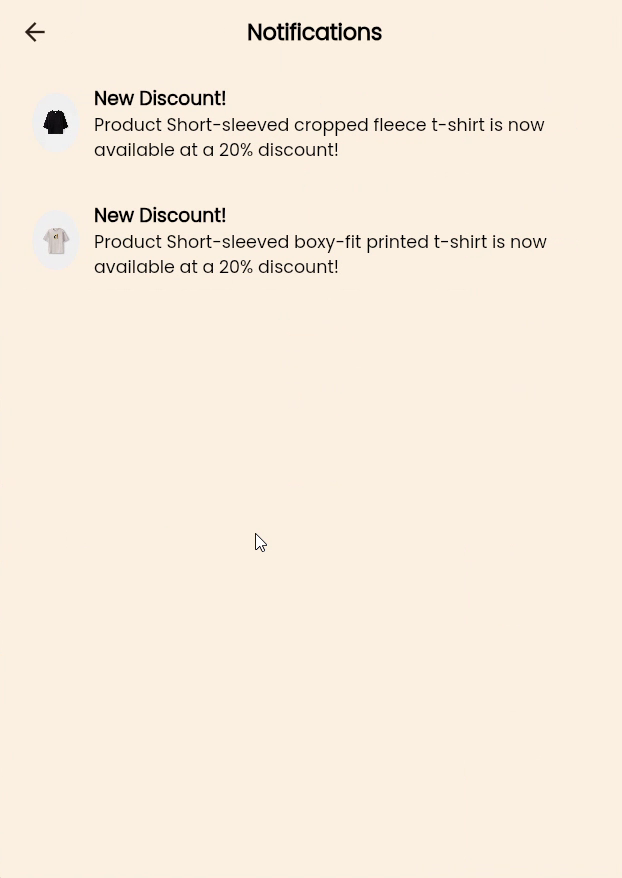 Notifications
New Discount!
Product Short-sleeved cropped fleece t-shirt is now
available at a 20% discount!
New Discount!
Product Short-sleeved boxy-fit printed t-shirt is now
available at a 20% discount!